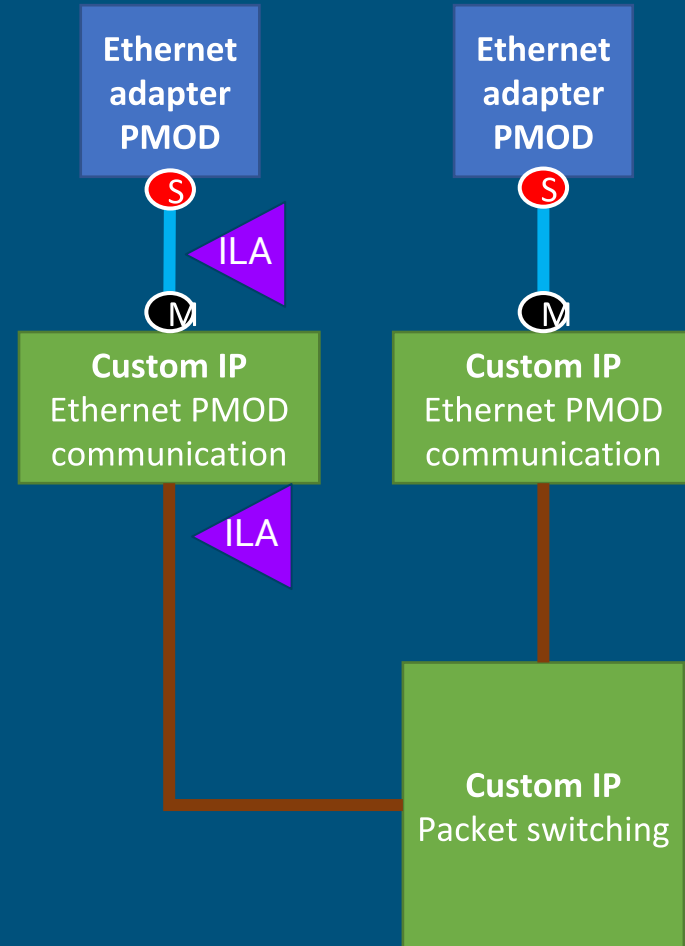 Ethernet
adapter
PMOD
Ethernet
adapter
PMOD
S
S
ILA
M
M
Custom IP
Ethernet PMOD
communication
Custom IP
Ethernet PMOD
communication
ILA
Custom IP
Packet switching